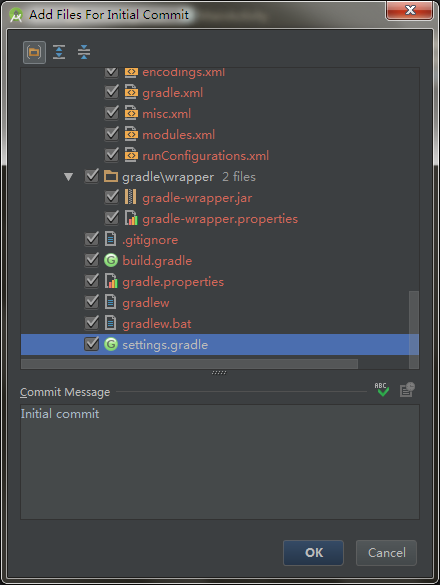 Add Files For Initial Commit
encodings.xml
gradle.xml
misc.xml
modules.xml
runConfigurations.xml
gradle\wrapper 2 files
gradle-wrapper.jar
gradle-wrapper.properties
.gitignore
build.gradle
gradle.properties
gradlew
gradlew.bat
settings.gradle
Commit Message
ABC
Initial commit
OK
Cancel